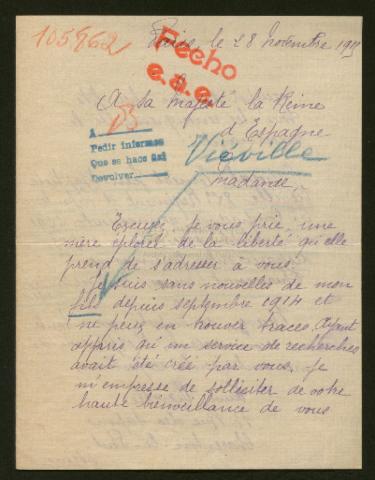 105862
Paris, le 28 novembre 191
Fecho
e.a.c.
A sa Majesté la Reine
d'Espagne
A B
Pedir informes
Que se hace
Devolver
Viéville
Madame,
Excusez, je vous prie, une
mère éplorée de la liberté qu'elle
prend de s'adresser à vous.
Je suis sans nouvelles de mon
fils depuis septembre 1914 et
ne peux en trouver traces. Ayant
appris qu'un service de recherches
avait été créé par vous, je
m'empresse de solliciter de votre
haute bienveillance de vous